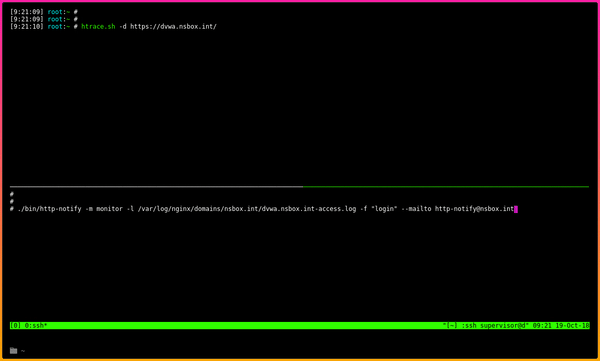 [9:21:09] root:~ #
[9:21:09] root:~ #
[9:21:10] root:~ # htrace.sh -d https://dvwa.nsbox.int/
#
#
# ./bin/http-notify -m monitor -l /var/log/nginx/domains/nsbox.int/dvwa.nsbox.int-access.log -f "login" --mailto http-notify@nsbox.int
[0] 0:ssh* "[~] :ssh supervisor@d" 09:21 19-Oct-18
~